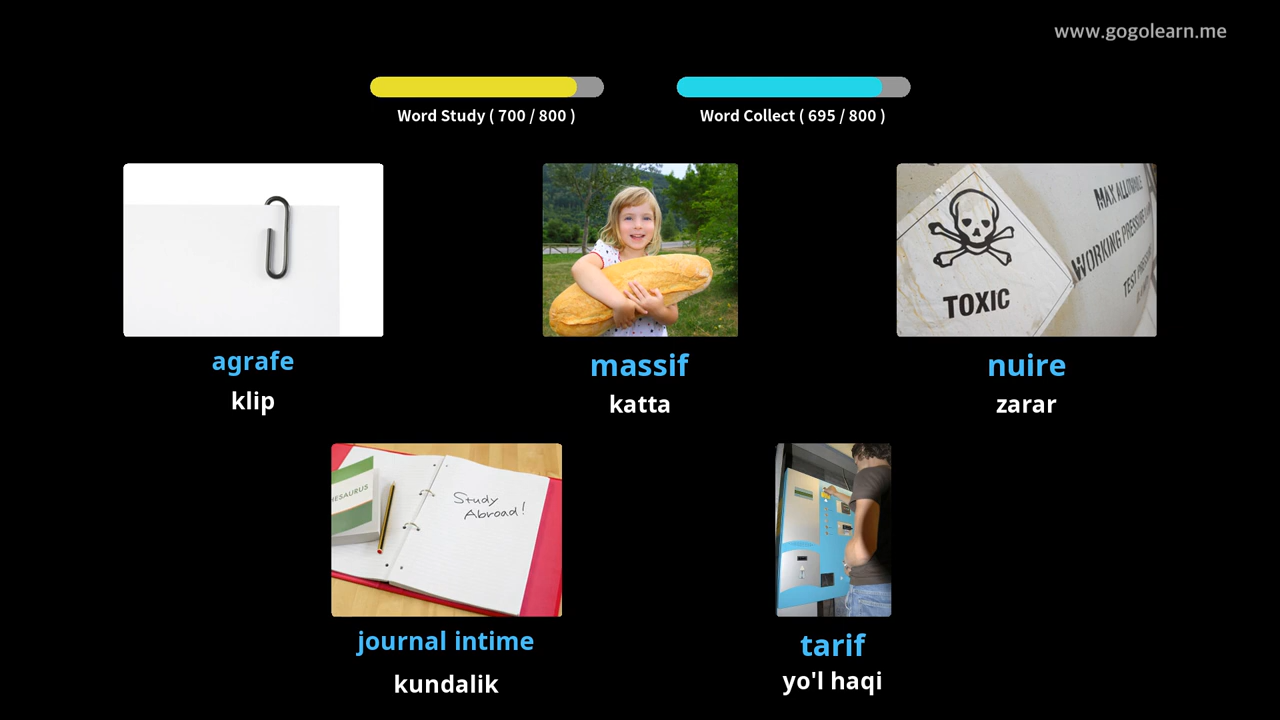 www.gogolearn.me
Word Study ( 700 / 800 )
Word Collect ( 695 / 800 )
TOXIC
MAX ALLOWABLE
WORKING PRESSURE
TEST
agrafe
massif
nuire
klip
katta
zarar
Study
Abroad!
journal intime
tarif
kundalik
yo'l haqi